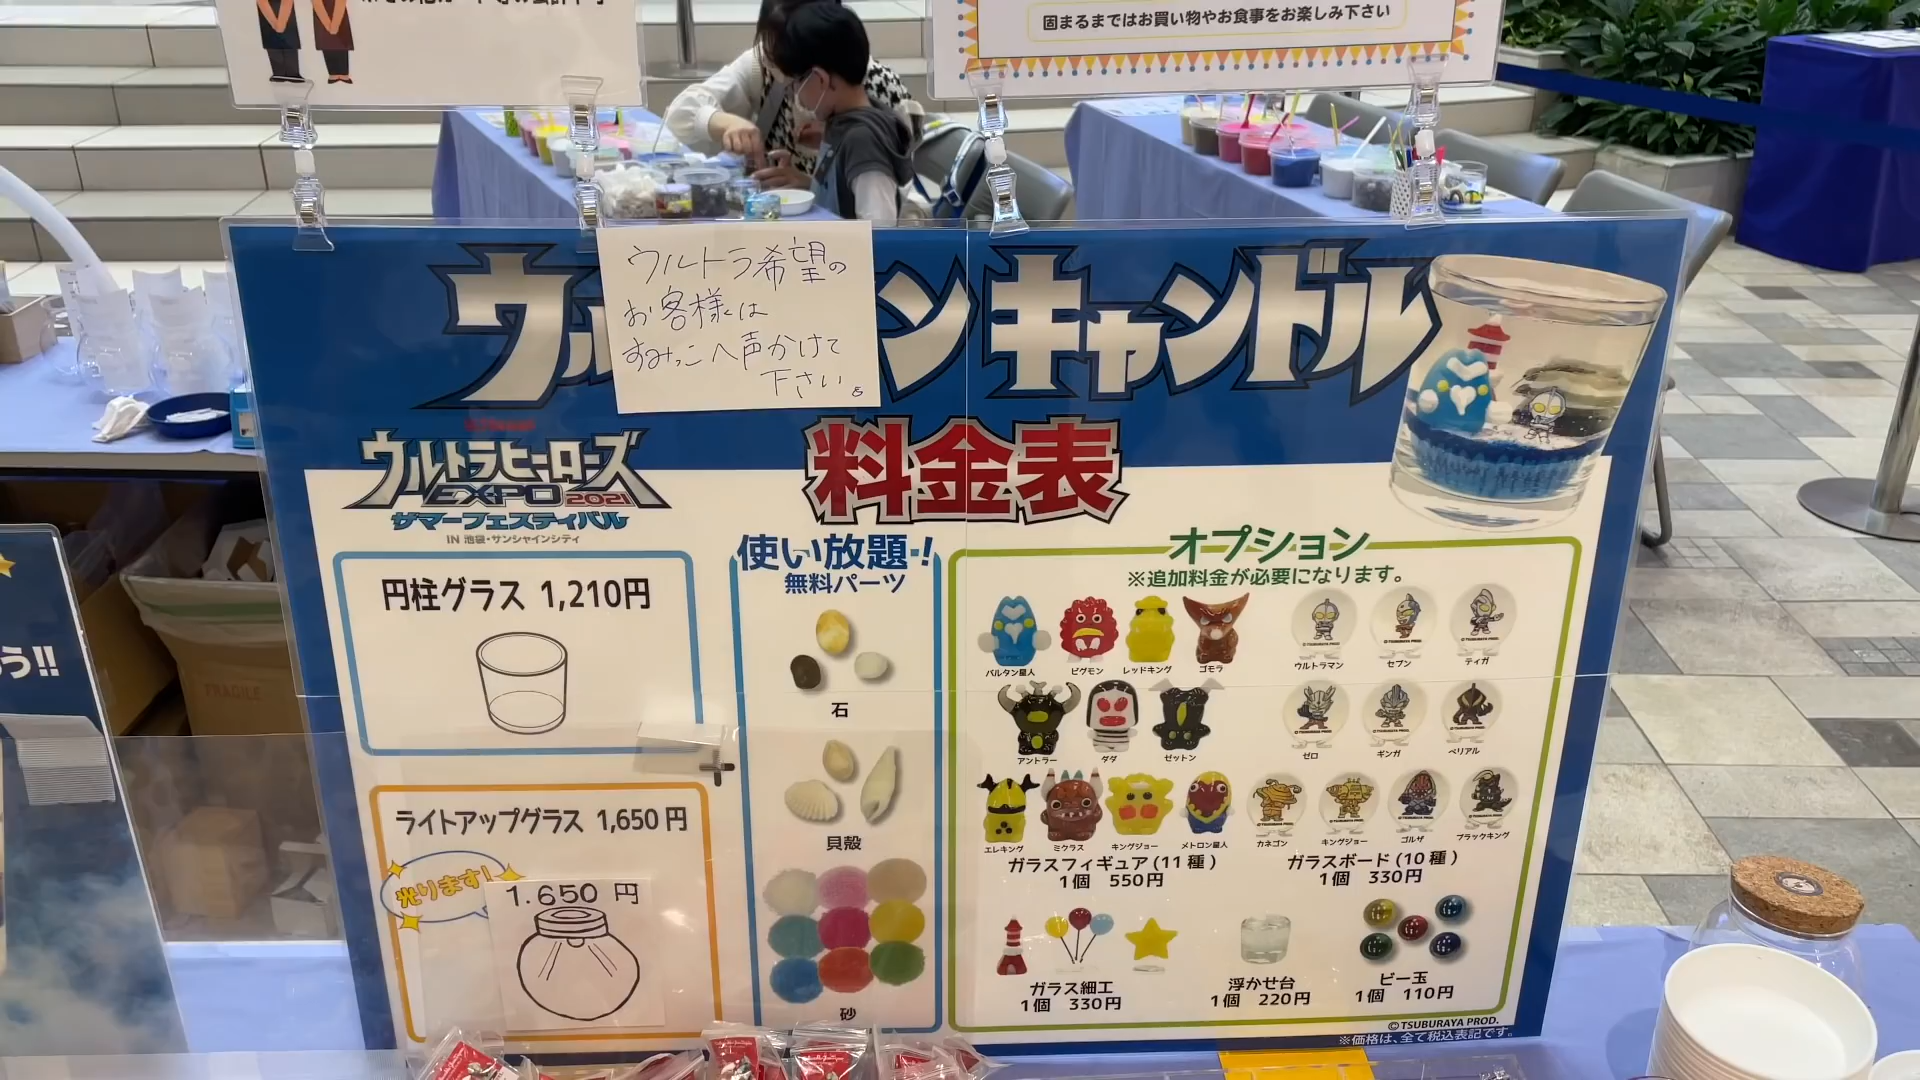 固まるまではお買い物やお食事をお楽しみ下さい
ウルトラ希望の
お客様は
すみっこへ声かけて
下さい。
ンキャンドル
ウルトラヒーローズ
EXPO 2021
サマーフェスティバル
IN 池袋・サンシャインシティ
料金表
円柱グラス 1,210円
ライトアップグラス 1,650円
光ります!
1.650 円
使い放題!
無料パーツ
石
貝殻
砂
オプション
※追加料金が必要になります。
バルタン星人 ピグモン レッドキング ゴモラ
ウルトラマン セブン ティガ
アントラー ダダ ゼットン
ゼロ ギンガ ベリアル
エレキング ミクラス キングジョー メトロン星人
カネゴン キングジョー ゴルザ ブラックキング
ガラスフィギュア(11種)
1個 550円
ガラスボード(10種)
1個 330円
ガラス細工
1個 330円
浮かせ台
1個 220円
ビー玉
1個 110円
©TSUBURAYA PROD.
※価格は、全て税込表記です。
FRAGILE
う!!